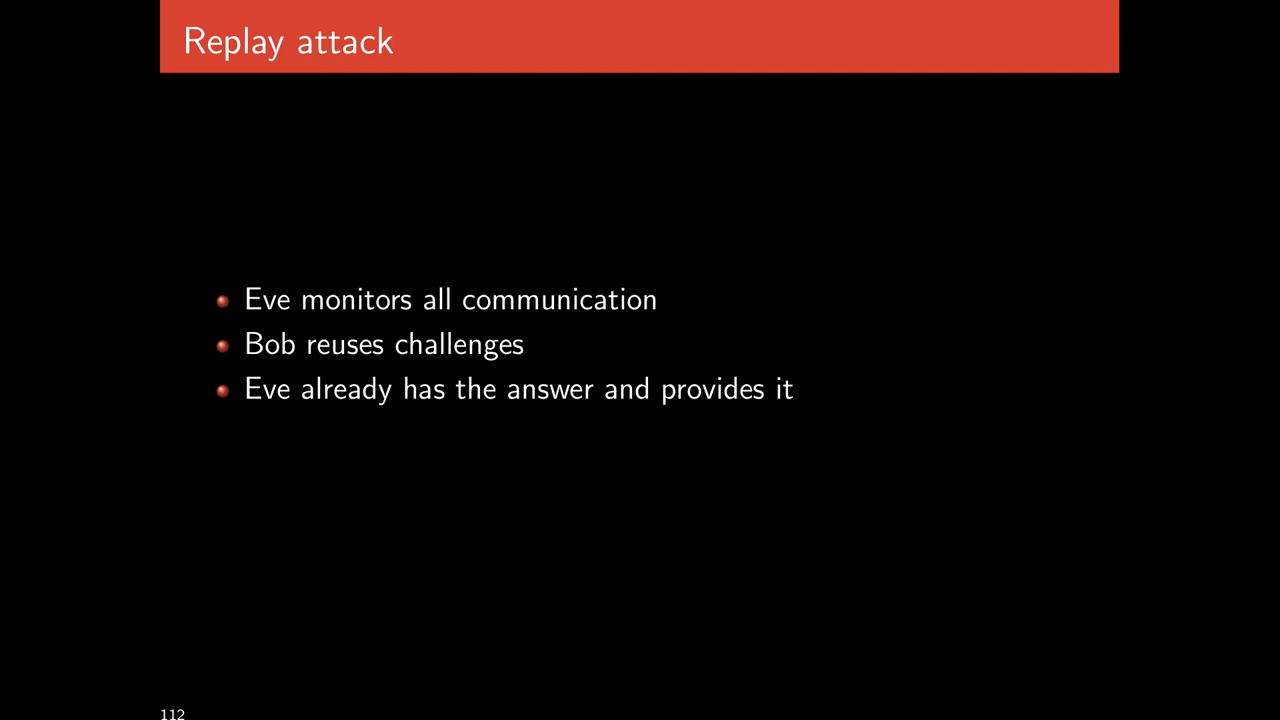 Replay attack
Eve monitors all communication
Bob reuses challenges
Eve already has the answer and provides it
112